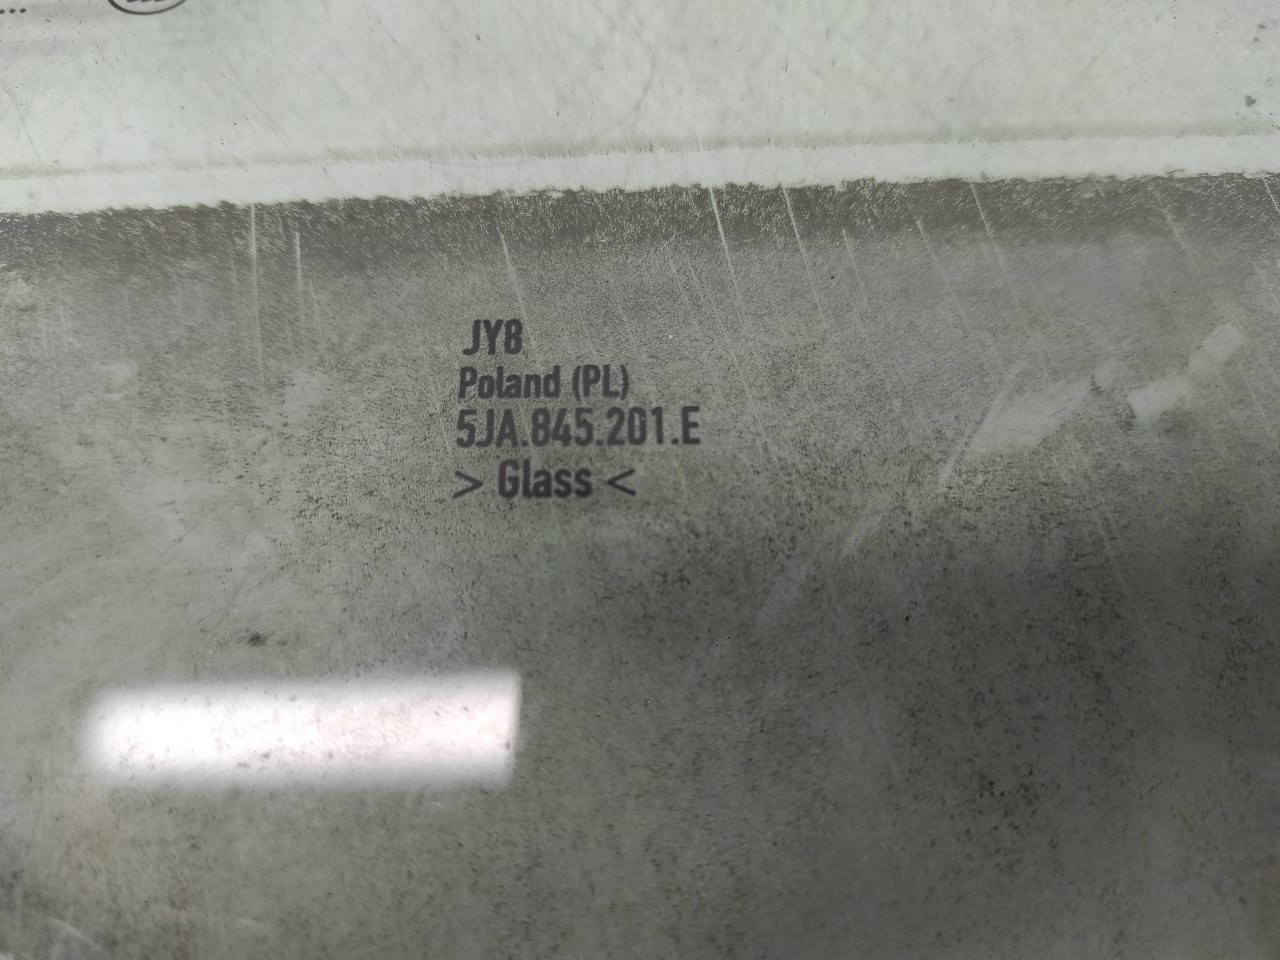 JY8
Poland (PL)
5JA.845.201.E
> Glass <